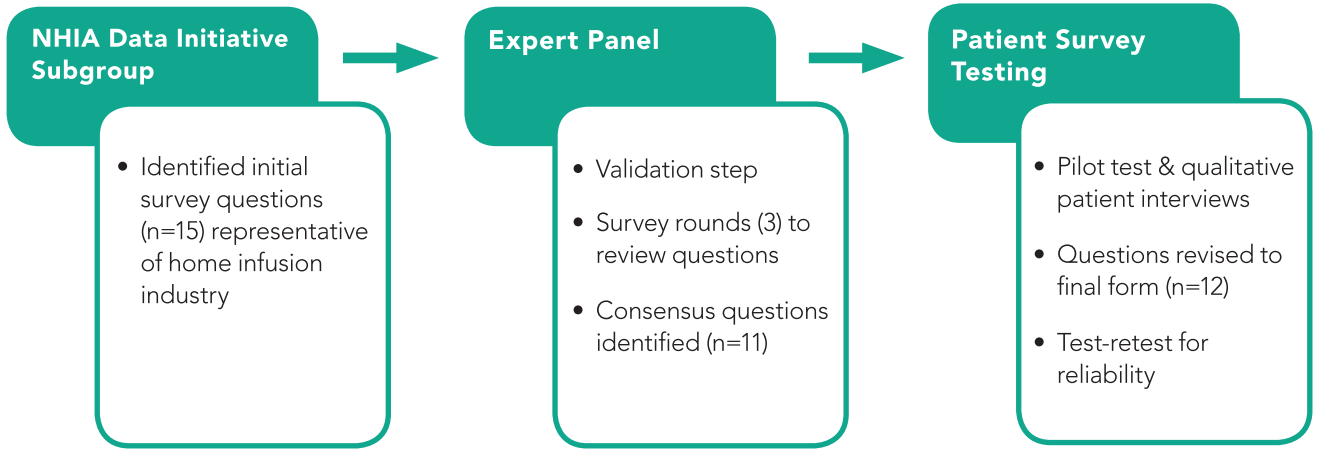 NHIA Data Initiative
Subgroup
• Identified initial
survey questions
(n=15) representative
of home infusion
industry
Expert Panel
• Validation step
• Survey rounds (3) to
review questions
• Consensus questions
identified (n=11)
Patient Survey
Testing
• Pilot test & qualitative
patient interviews
• Questions revised to
final form (n=12)
• Test-retest for
reliability